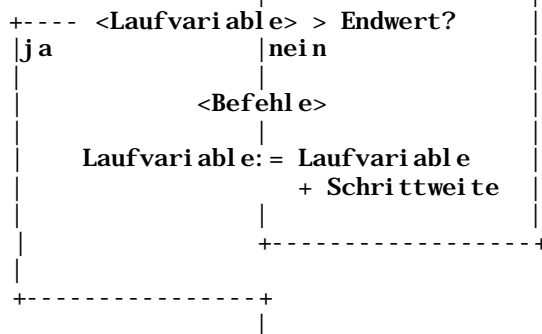 <Laufvariable> > Endwert?
ja nein
<Befehle>
Laufvariable:= Laufvariable
+ Schrittweite